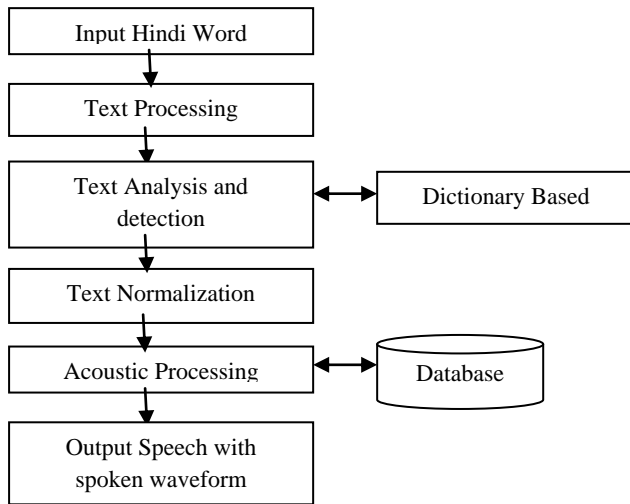 Input Hindi Word
Text Processing
Text Analysis and
detection
Dictionary Based
Text Normalization
Acoustic Processing
Database
Output Speech with
spoken waveform